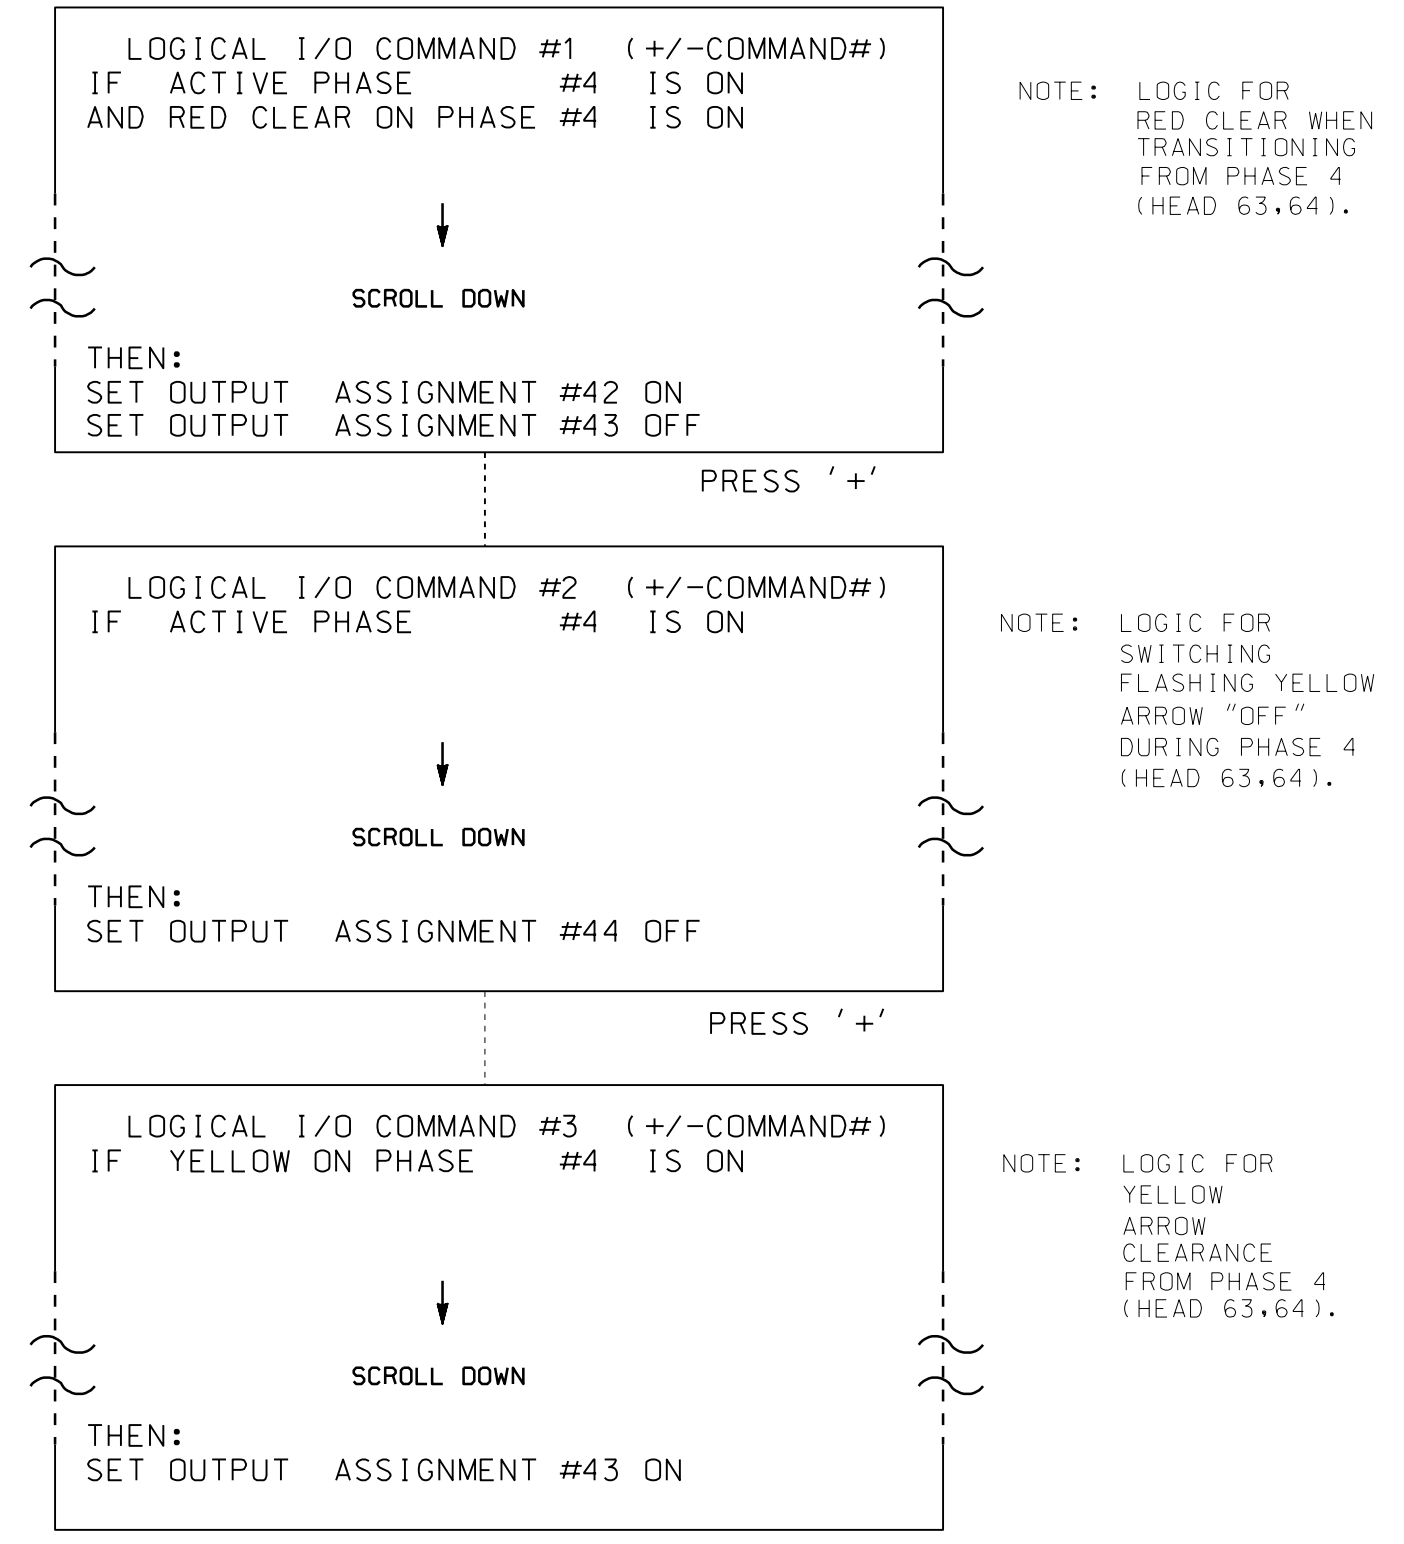 LOGICAL I/O COMMAND #1 (+/-COMMAND#)
IF ACTIVE PHASE #4 IS ON
AND RED CLEAR ON PHASE #4 IS ON
SCROLL DOWN
THEN:
SET OUTPUT ASSIGNMENT #42 ON
SET OUTPUT ASSIGNMENT #43 OFF
NOTE: LOGIC FOR
RED CLEAR WHEN
TRANSITIONING
FROM PHASE 4
(HEAD 63,64).
PRESS '+'
LOGICAL I/O COMMAND #2 (+/-COMMAND#)
IF ACTIVE PHASE #4 IS ON
SCROLL DOWN
THEN:
SET OUTPUT ASSIGNMENT #44 OFF
NOTE: LOGIC FOR
SWITCHING
FLASHING YELLOW
ARROW "OFF"
DURING PHASE 4
(HEAD 63,64).
PRESS '+'
LOGICAL I/O COMMAND #3 (+/-COMMAND#)
IF YELLOW ON PHASE #4 IS ON
SCROLL DOWN
THEN:
SET OUTPUT ASSIGNMENT #43 ON
NOTE: LOGIC FOR
YELLOW
ARROW
CLEARANCE
FROM PHASE 4
(HEAD 63,64).